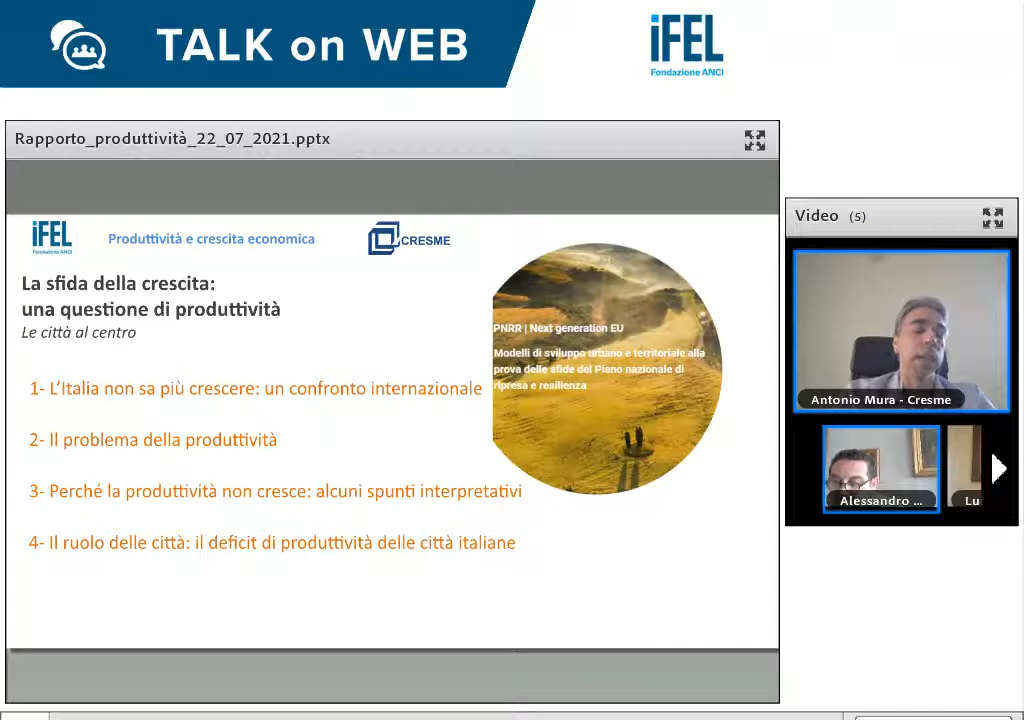 TALK on WEB
iFEL
Fondazione ANCI
Rapporto_produttività_22_07_2021.pptx
iFEL
Fondazione ANCI
Produttività e crescita economica
CRESME
La sfida della crescita:
una questione di produttività
Le città al centro
PNRR | Next generation EU
Modelli di sviluppo urbano e territoriale alla
prova delle sfide del Piano nazionale di
ripresa e resilienza
1- L'Italia non sa più crescere: un confronto internazionale
2- Il problema della produttività
3- Perché la produttività non cresce: alcuni spunti interpretativi
4- Il ruolo delle città: il deficit di produttività delle città italiane
Video (5)
Antonio Mura - Cresme
Alessandro ...
Lu